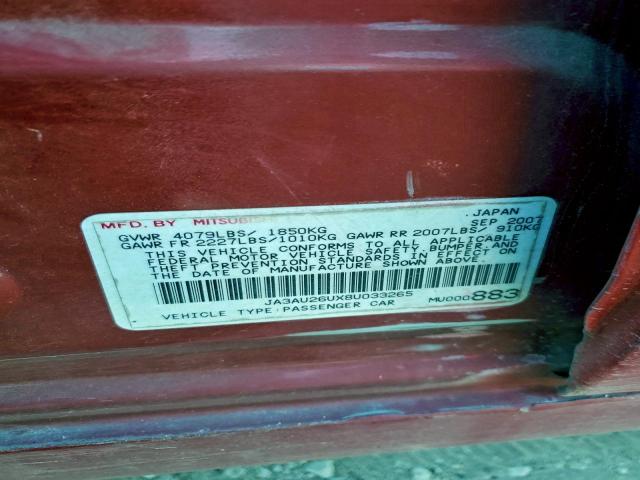 MFD. BY MITSUBIS JAPAN
SEP 2007
GVWR 4079LBS/ 1850KG
GAWR FR 2227LBS/1010KG GAWR RR 2007LBS/ 910KG
THIS VEHICLE CONFORMS TO ALL APPLICABLE
FEDERAL MOTOR VEHICLE SAFETY,BUMPER,AND
THEFT PREVENTION STANDARDS IN EFFECT ON
THE DATE OF MANUFACTURE SHOWN ABOVE.
JA3AU26UX8U033265
VEHICLE TYPE:PASSENGER CAR MU000883